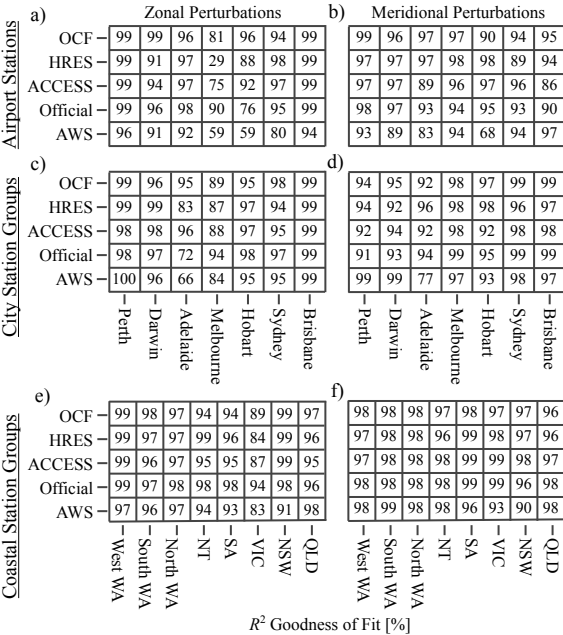 a) Zonal Perturbations b) Meridional Perturbations
Airport Stations
OCF 99 99 96 81 96 94 99 99 96 97 97 90 94 95
HRES 99 91 97 29 88 98 99 97 97 97 98 98 89 94
ACCESS 99 94 97 75 92 97 99 97 97 89 96 97 96 86
Official 99 96 98 90 76 95 99 98 97 93 94 95 93 90
AWS 96 91 92 59 59 80 94 93 89 83 94 68 94 97
c) d)
City Station Groups
OCF 99 96 95 89 95 98 99 94 95 92 98 97 99 99
HRES 99 99 83 87 97 94 99 94 92 96 98 98 96 97
ACCESS 98 98 96 88 97 95 99 92 94 92 98 92 98 98
Official 98 97 72 94 98 97 99 91 93 94 99 95 99 99
AWS 100 96 66 84 95 95 99 99 99 77 97 93 98 97
Perth Darwin Adelaide Melbourne Hobart Sydney Brisbane Perth Darwin Adelaide Melbourne Hobart Sydney Brisbane
e) f)
Coastal Station Groups
OCF 99 98 97 94 94 89 99 97 98 98 98 97 98 97 97 96
HRES 99 97 97 99 96 84 99 96 97 98 98 96 99 98 97 96
ACCESS 99 96 97 95 95 87 99 95 97 98 98 98 99 99 98 97
Official 99 97 98 98 98 94 98 96 98 98 98 98 99 99 96 98
AWS 97 96 97 94 93 83 91 98 98 99 98 98 96 93 90 98
West WA South WA North WA NT SA VIC NSW QLD West WA South WA North WA NT SA VIC NSW QLD
R² Goodness of Fit [%]